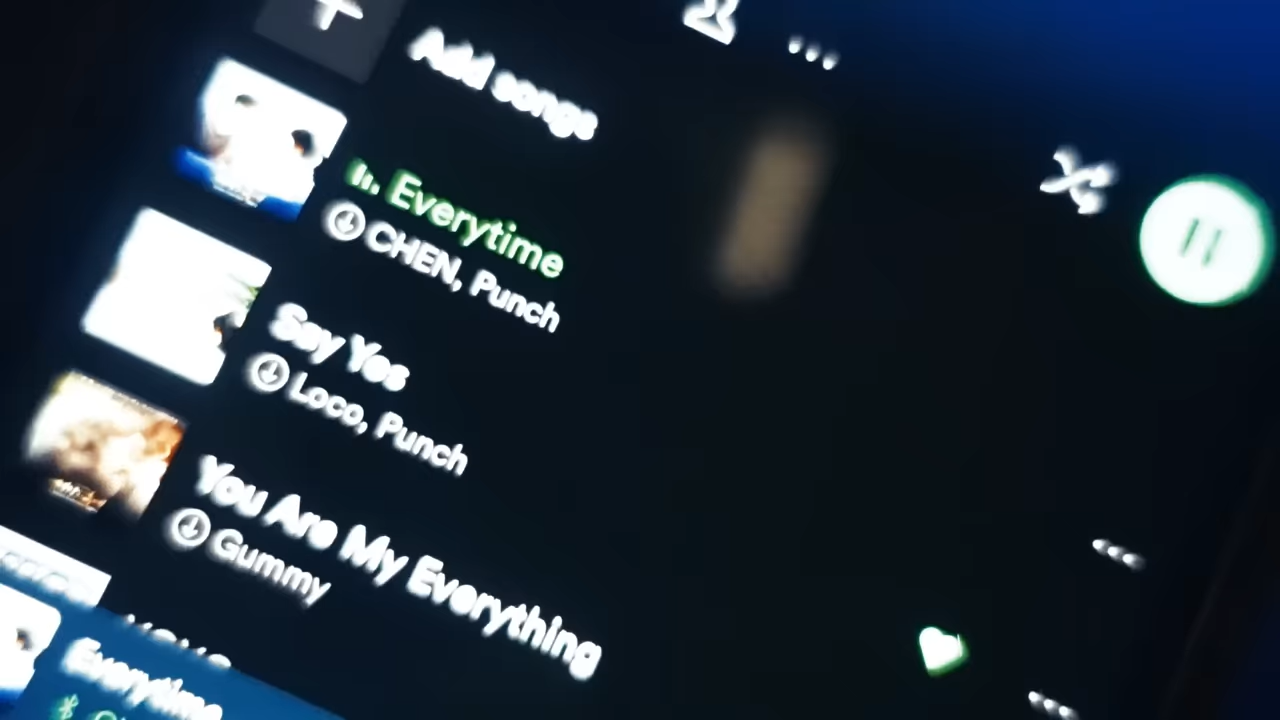 Add songs
Everytime
CHEN, Punch
Say Yes
Loco, Punch
You Are My Everything
Gummy
Everytime